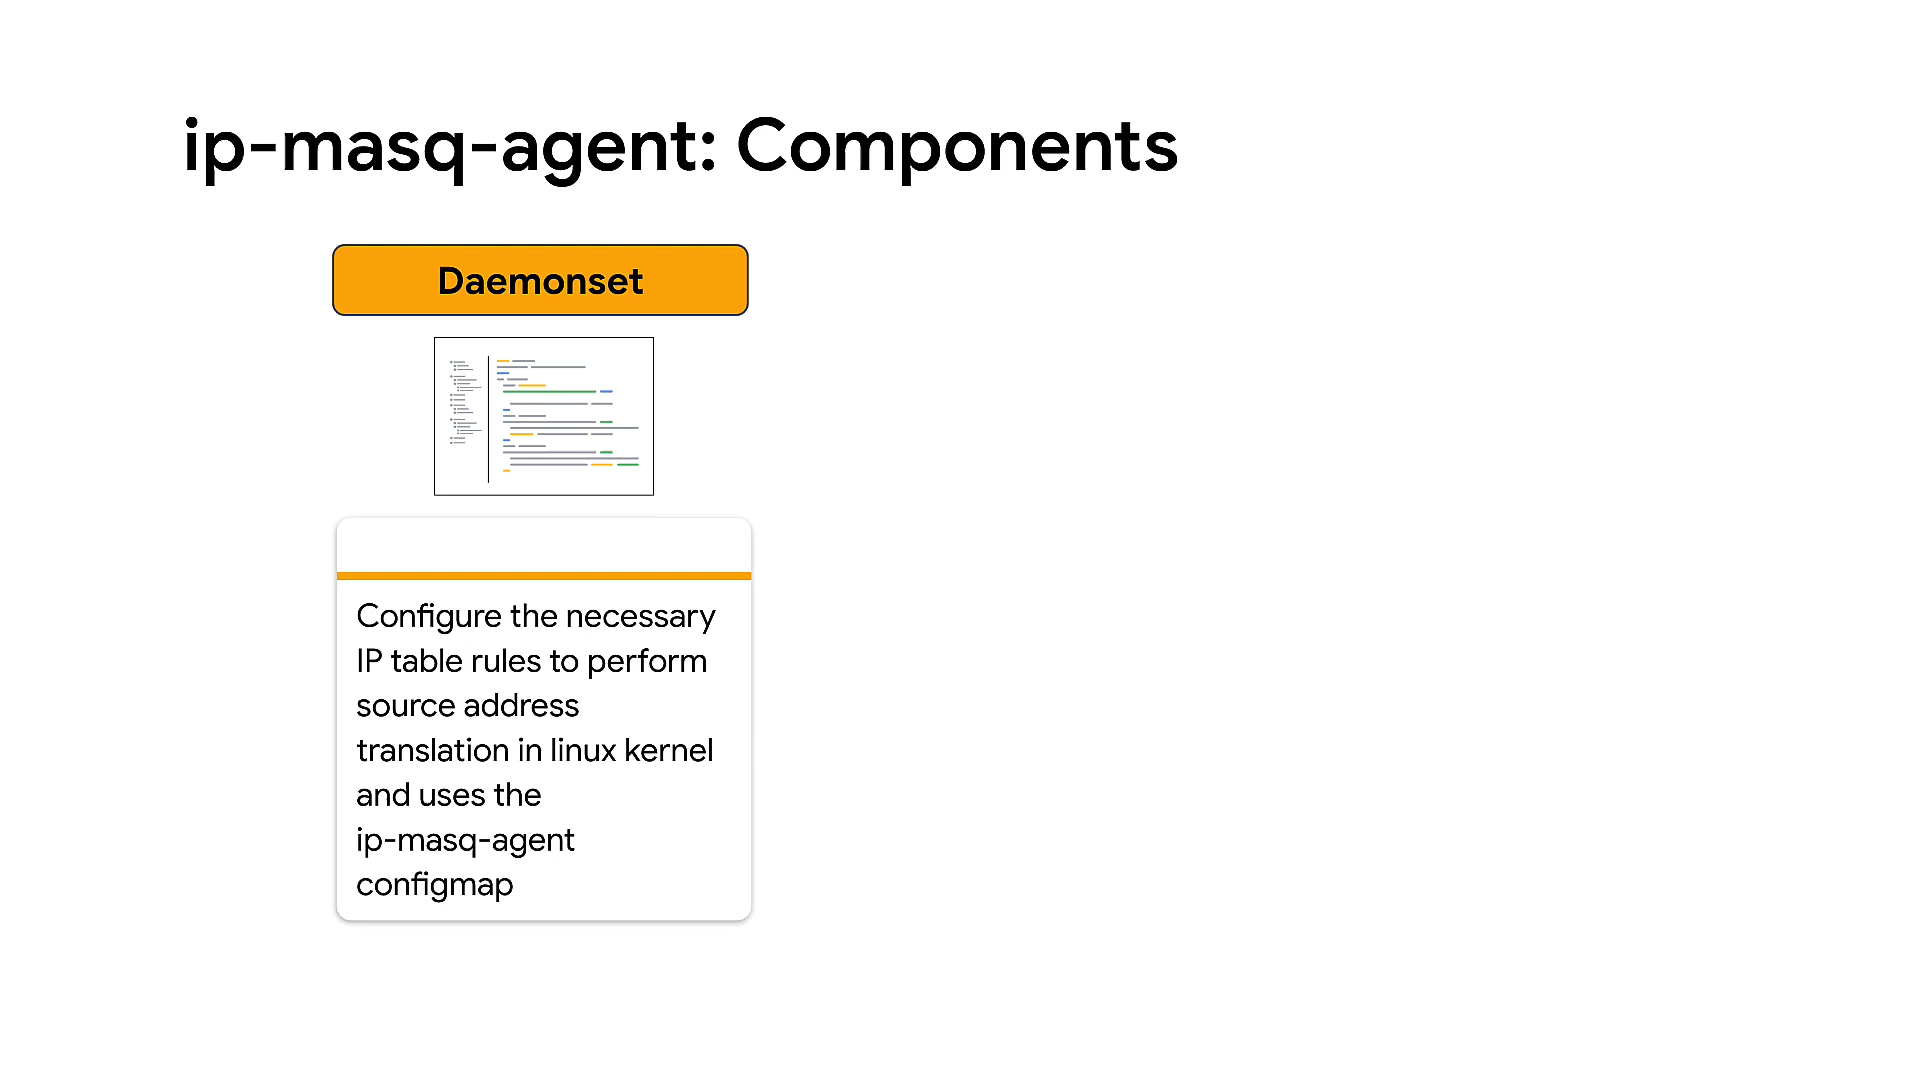 ip-masq-agent: Components
Daemonset
Configure the necessary
IP table rules to perform
source address
translation in linux kernel
and uses the
ip-masq-agent
configmap